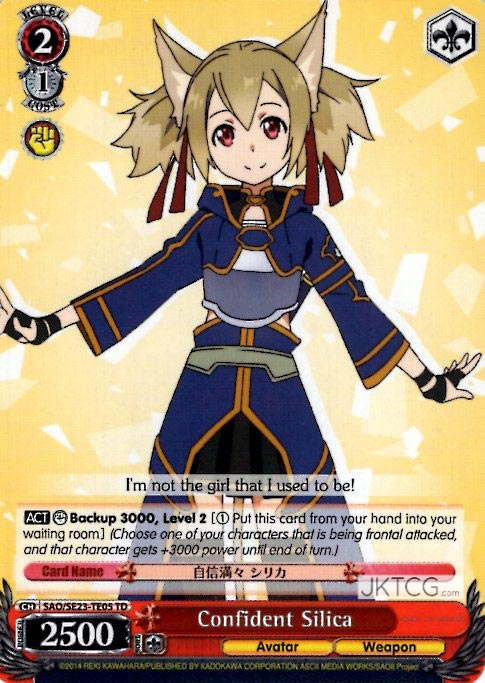 LEVEL
2
1
COST
I'm not the girl that I used to be!
ACT Backup 3000, Level 2 [① Put this card from your hand into your
waiting room] (Choose one of your characters that is being frontal attacked,
and that character gets +3000 power until end of turn.)
Card Name 自信満々 シリカ
JKTCG.com
CH SAO/SE23-TE05 TD
Confident Silica
POWER 2500
Avatar Weapon
©2014 REKI KAWAHARA/PUBLISHED BY KADOKAWA CORPORATION ASCII MEDIA WORKS/SAOII Project